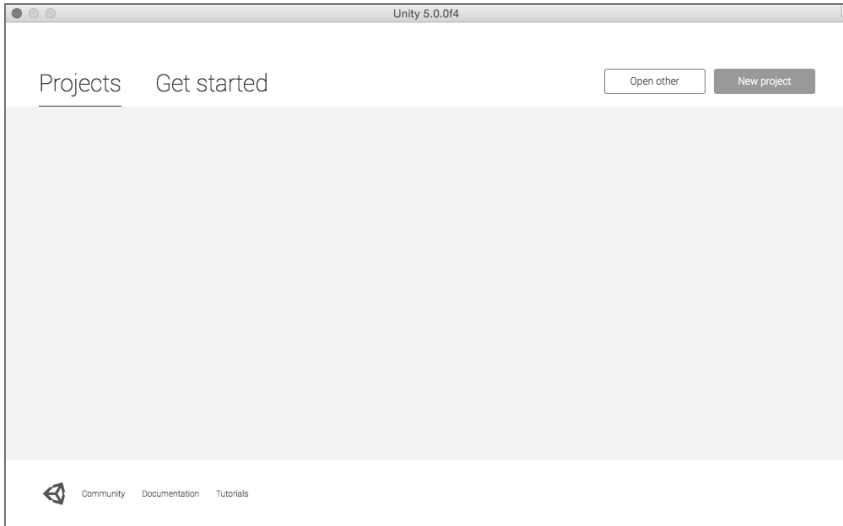 Unity 5.0.0f4
Projects Get started Open other New project
Community Documentation Tutorials